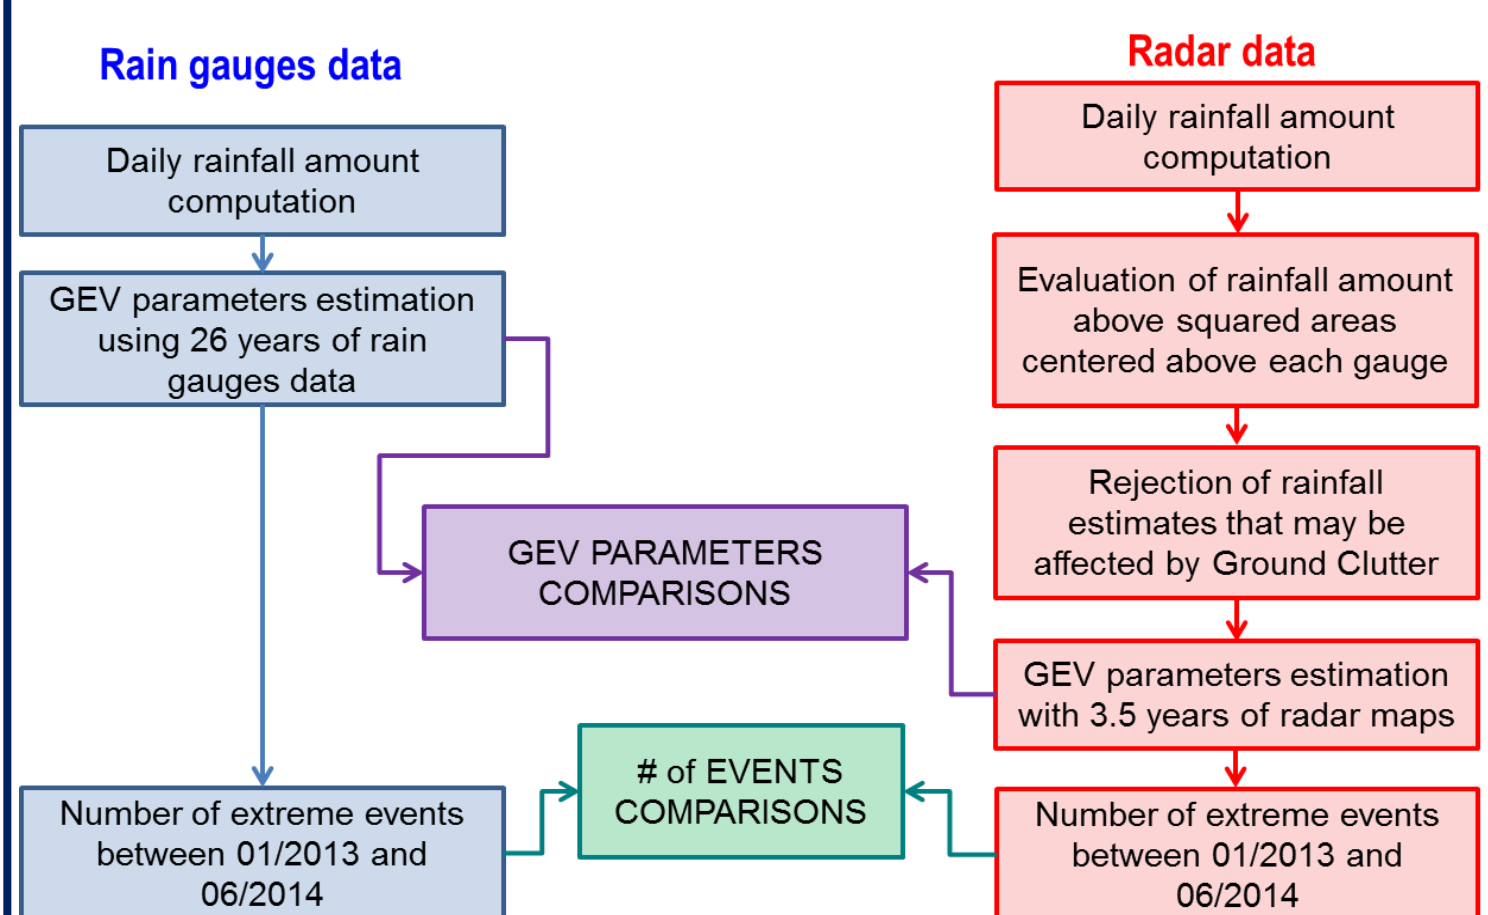 Rain gauges data
Daily rainfall amount
computation
GEV parameters estimation
using 26 years of rain
gauges data
Number of extreme events
between 01/2013 and
06/2014
GEV PARAMETERS
COMPARISONS
# of EVENTS
COMPARISONS
Radar data
Daily rainfall amount
computation
Evaluation of rainfall amount
above squared areas
centered above each gauge
Rejection of rainfall
estimates that may be
affected by Ground Clutter
GEV parameters estimation
with 3.5 years of radar maps
Number of extreme events
between 01/2013 and
06/2014